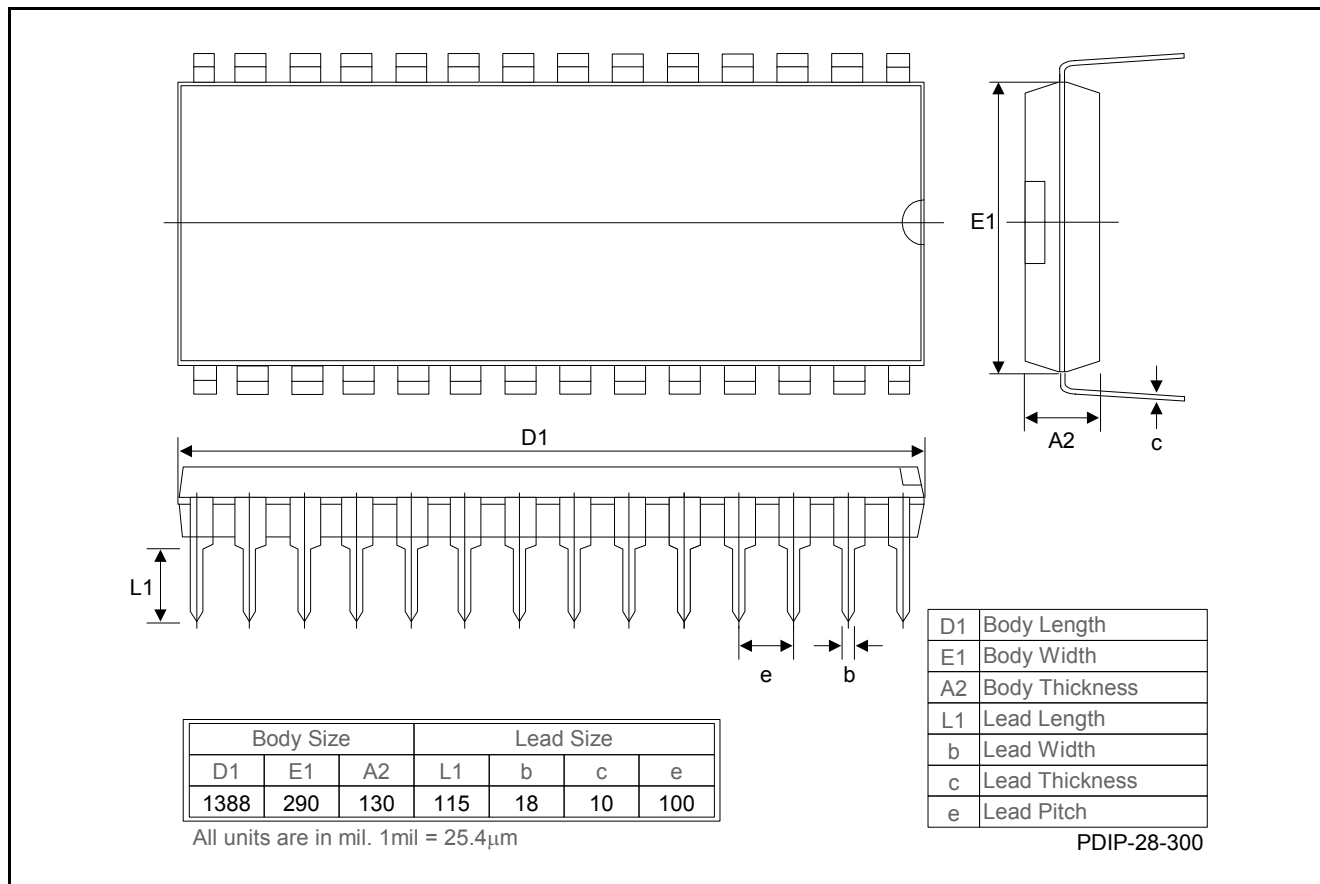 E1
A2
c
D1
L1
e
b
D1 Body Length
E1 Body Width
A2 Body Thickness
L1 Lead Length
b Lead Width
c Lead Thickness
e Lead Pitch
Body Size Lead Size
D1 E1 A2 L1 b c e
1388 290 130 115 18 10 100
All units are in mil. 1mil = 25.4μm
PDIP-28-300